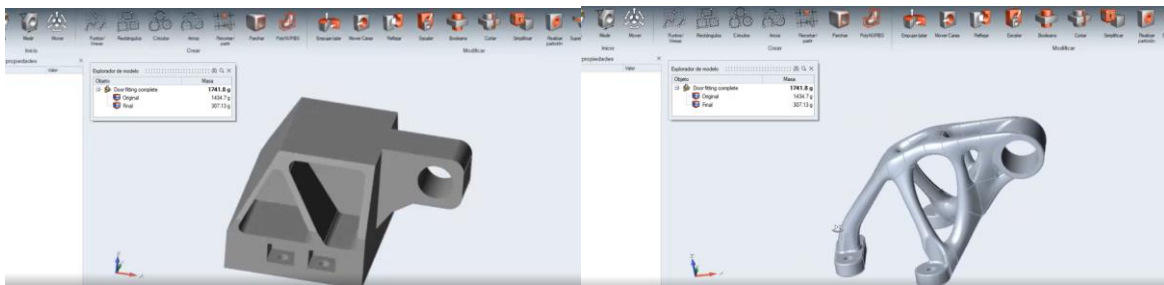 Medir Mover Puntos/ Rectángulos Círculos Arcos Recortar/ Parchar PolyNURBS Empujar/jalar Mover Caras Reflejar Escalar Booleano Cortar Simplificar Realizar
líneas partir partición
Inicio Crear Modificar
propiedades
Valor
Explorador de modelo
Objeto Masa
Door fitting complete 1741.8 g
Original 1434.7 g
Final 307.13 g
Medir Mover Puntos/ Rectángulos Círculos Arcos Recortar/ Parchar PolyNURBS Empujar/jalar Mover Caras Reflejar Escalar Booleano Cortar Simplificar Realizar
líneas partir partición
Inicio Crear Modificar
propiedades
Valor
Explorador de modelo
Objeto Masa
Door fitting complete 1741.8 g
Original 1434.7 g
Final 307.13 g